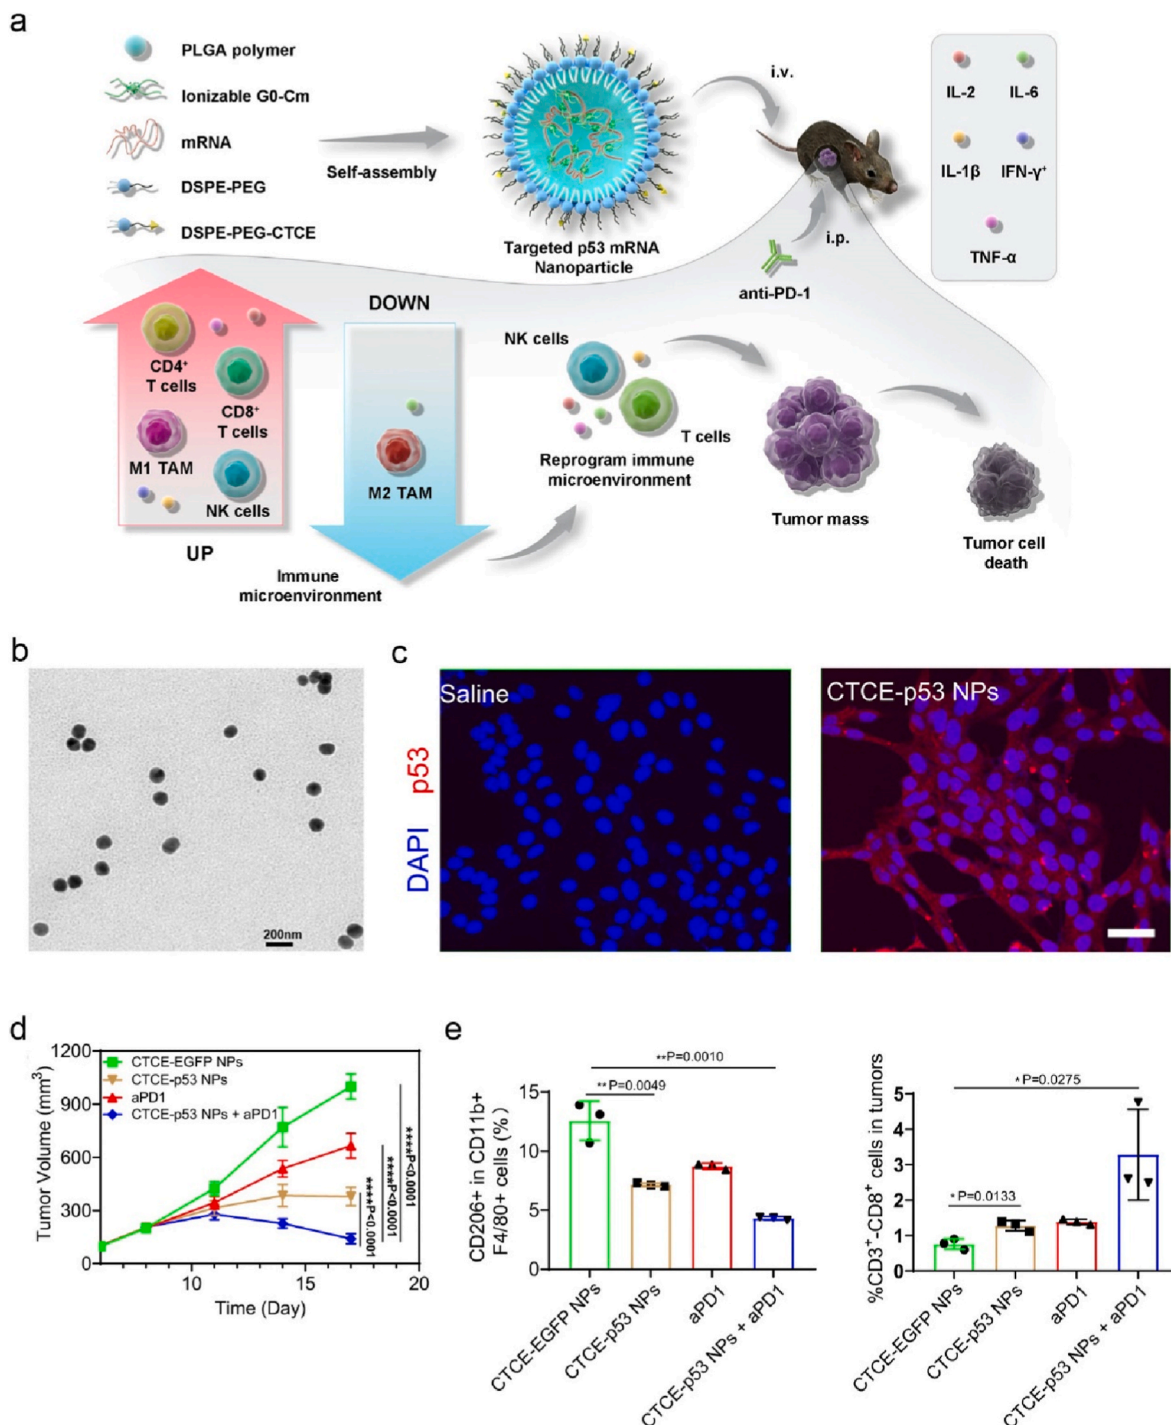 a
PLGA polymer
Ionizable G0-Cm
mRNA
DSPE-PEG
DSPE-PEG-CTCE
Self-assembly
Targeted p53 mRNA
Nanoparticle
i.v.
i.p.
anti-PD-1
IL-2
IL-6
IL-1β
IFN-γ⁺
TNF-α
CD4⁺
T cells
CD8⁺
T cells
M1 TAM
NK cells
UP
DOWN
M2 TAM
Immune
microenvironment
NK cells
T cells
Reprogram immune
microenvironment
Tumor mass
Tumor cell
death
b
200nm
c
DAPI p53
Saline
CTCE-p53 NPs
d
Tumor Volume (mm³)
1200
900
600
300
0
CTCE-EGFP NPs
CTCE-p53 NPs
aPD1
CTCE-p53 NPs + aPD1
****P<0.0001
****P<0.0001
****P<0.0001
10
15
20
Time (Day)
e
CD206+ in CD11b+
F4/80+ cells (%)
15
10
5
0
**P=0.0010
**P=0.0049
CTCE-EGFP NPs
CTCE-p53 NPs
aPD1
CTCE-p53 NPs + aPD1
%CD3⁺-CD8⁺ cells in tumors
5
4
3
2
1
0
*P=0.0275
*P=0.0133
CTCE-EGFP NPs
CTCE-p53 NPs
aPD1
CTCE-p53 NPs + aPD1